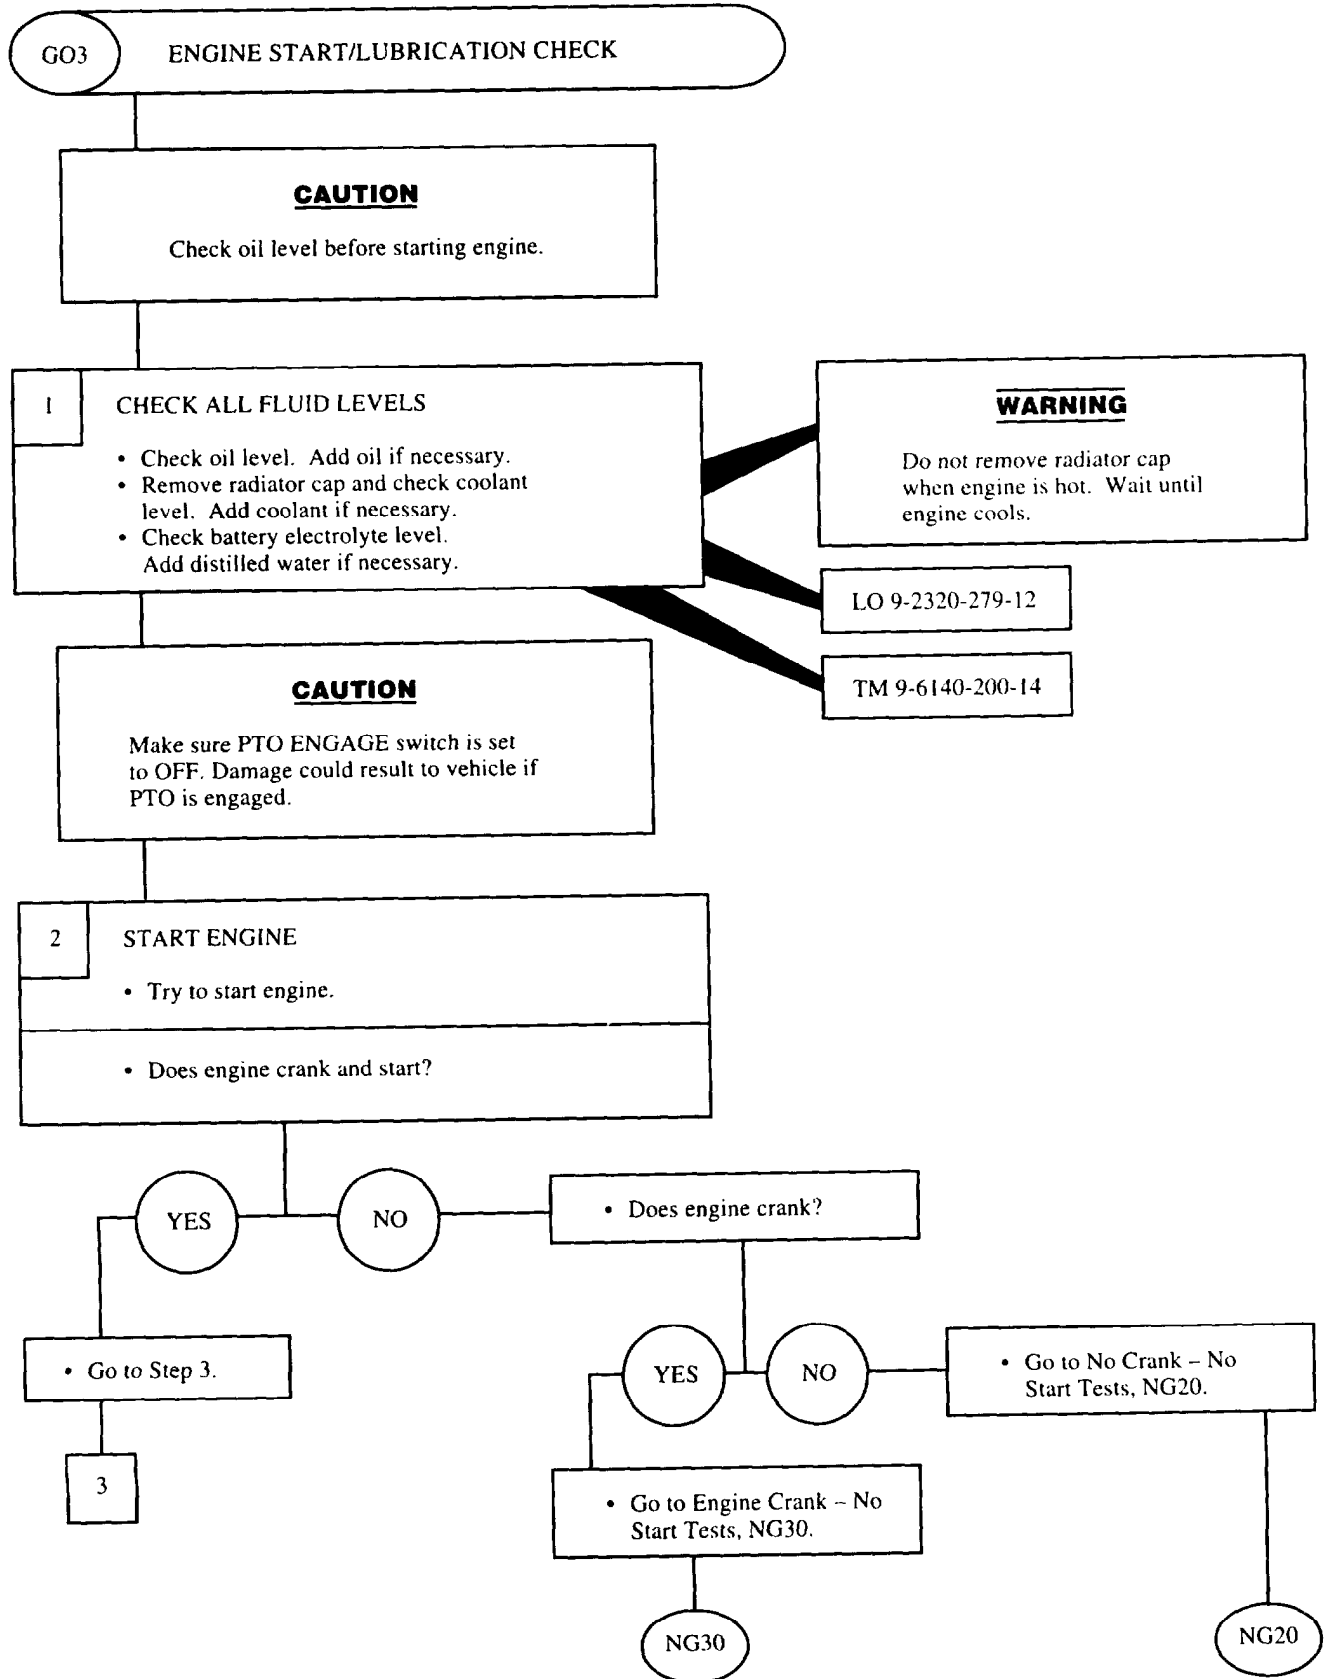 GO3 ENGINE START/LUBRICATION CHECK
CAUTION
Check oil level before starting engine.
1 CHECK ALL FLUID LEVELS
• Check oil level. Add oil if necessary.
• Remove radiator cap and check coolant
level. Add coolant if necessary.
• Check battery electrolyte level.
Add distilled water if necessary.
WARNING
Do not remove radiator cap
when engine is hot. Wait until
engine cools.
LO 9-2320-279-12
TM 9-6140-200-14
CAUTION
Make sure PTO ENGAGE switch is set
to OFF. Damage could result to vehicle if
PTO is engaged.
2 START ENGINE
• Try to start engine.
• Does engine crank and start?
YES
NO
• Does engine crank?
• Go to Step 3.
3
YES
NO
• Go to No Crank – No
Start Tests, NG20.
• Go to Engine Crank – No
Start Tests, NG30.
NG30
NG20